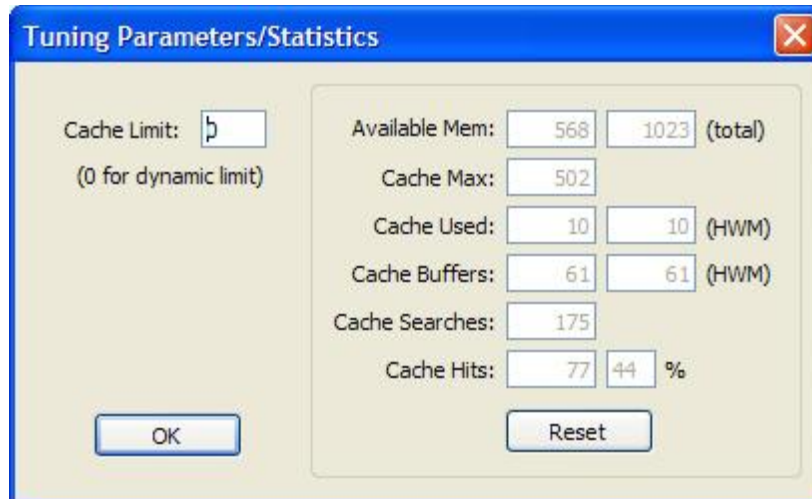 Tuning Parameters/Statistics
Cache Limit: 0
(0 for dynamic limit)
Available Mem: 568 1023 (total)
Cache Max: 502
Cache Used: 10 10 (HWM)
Cache Buffers: 61 61 (HWM)
Cache Searches: 175
Cache Hits: 77 44 %
OK
Reset